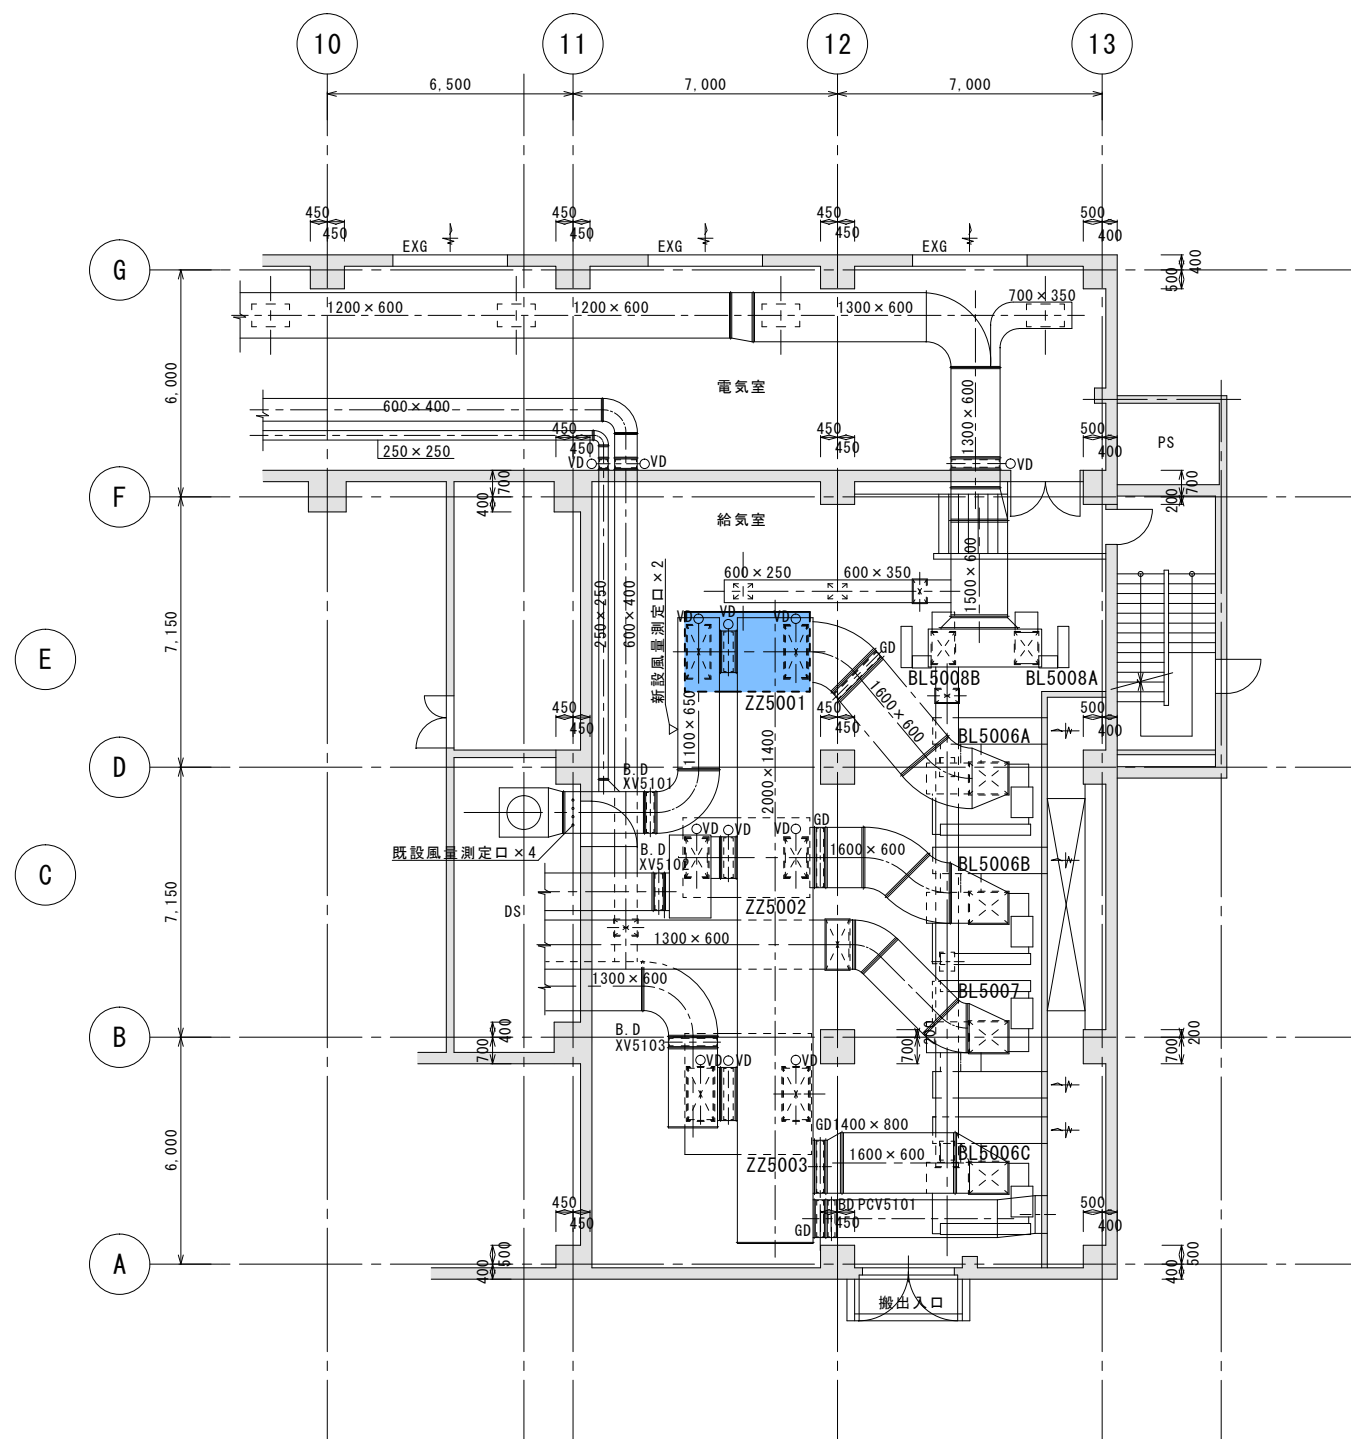 10
11
12
13
6,500
7,000
7,000
450
450
450
450
450
450
500
400
EXG
EXG
EXG
G
400
500
1200×600
1200×600
1300×600
700×350
電気室
6,000
600×400
1300×600
450
450
450
450
500
400
PS
250×250
VD
VD
VD
F
400
700
200
700
給気室
600×250
600×350
1500×600
250×250
600×400
新設風量測定口×2
VD
VD
VD
GD
7,150
E
BL5008B
BL5008A
ZZ5001
1600×600
1100×650
450
450
450
450
500
400
BL5006A
D
B.D
XV5101
2000×1400
VD
VD
VD
GD
既設風量測定口×4
B.D
XV5102
1600×600
BL5006B
C
7,150
DS
ZZ5002
1300×600
1300×600
BL5007
B
400
700
B.D
XV5103
700
200
700
200
VD
VD
VD
GD
1400×800
1600×600
BL5006C
6,000
ZZ5003
450
450
BD
PCV5101
450
GD
500
400
A
400
500
400
500
搬出入口